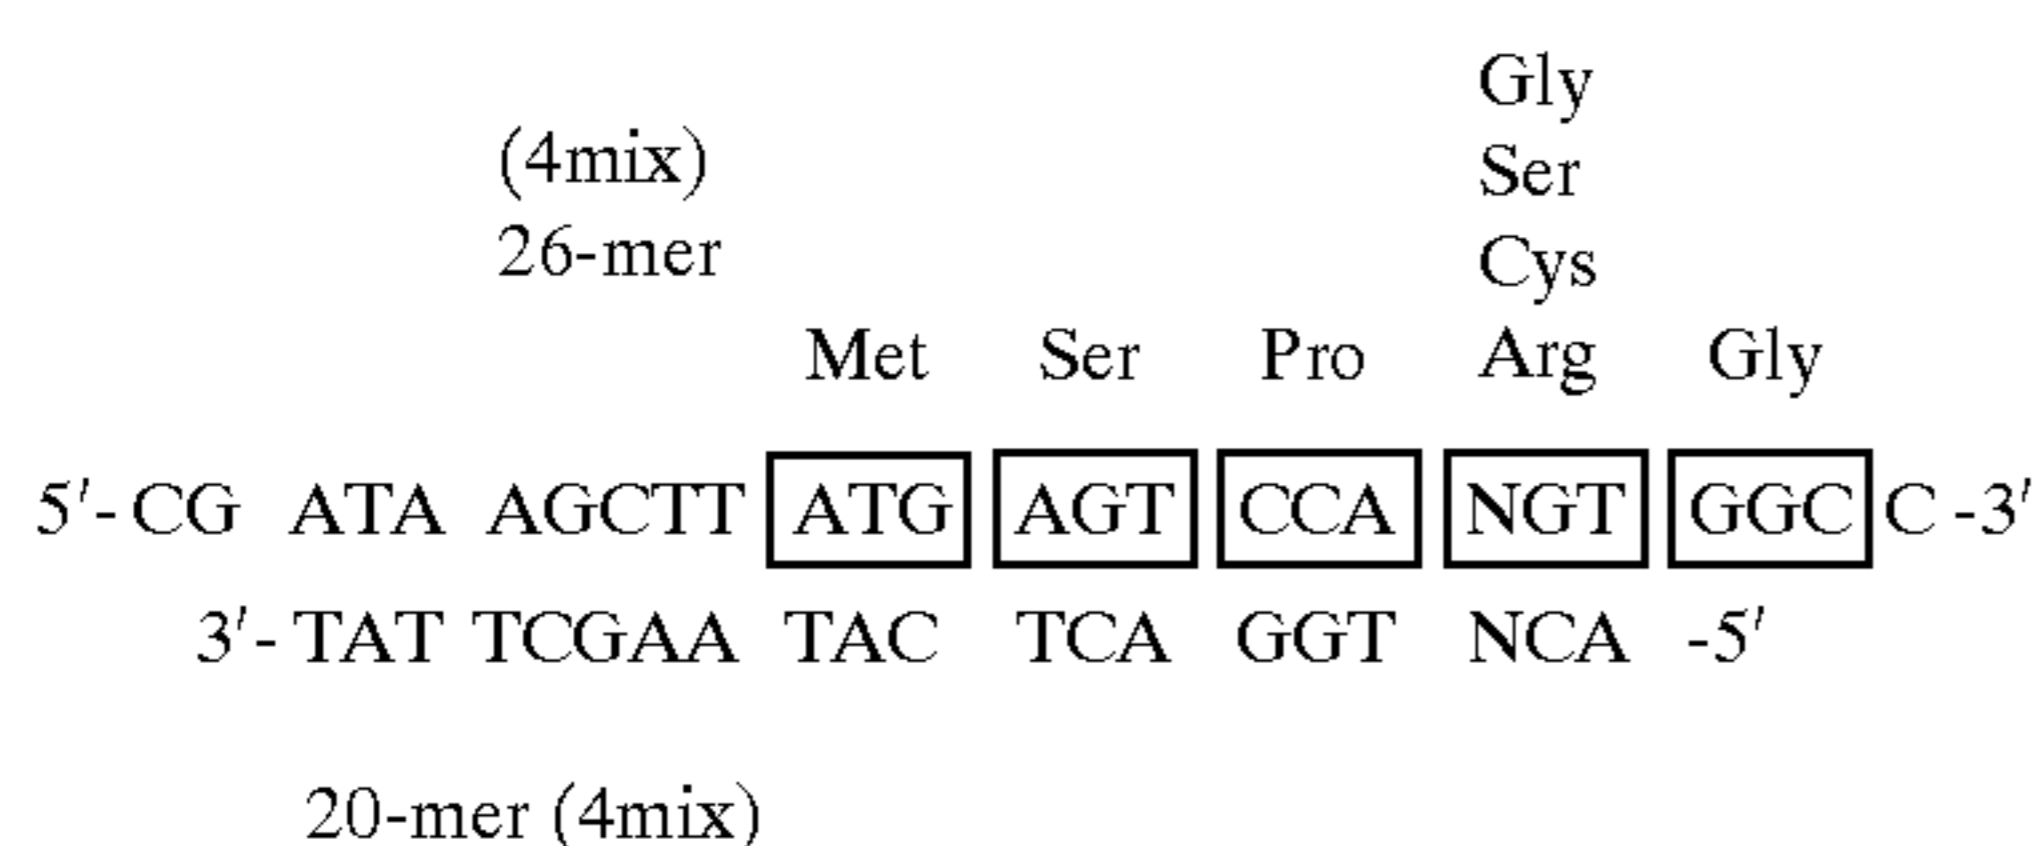 Gly
(4mix) Ser
26-mer Cys
Met Ser Pro Arg Gly
5′- CG ATA AGCTT ATG AGT CCA NGT GGC C -3′
3′- TAT TCGAA TAC TCA GGT NCA -5′
20-mer (4mix)